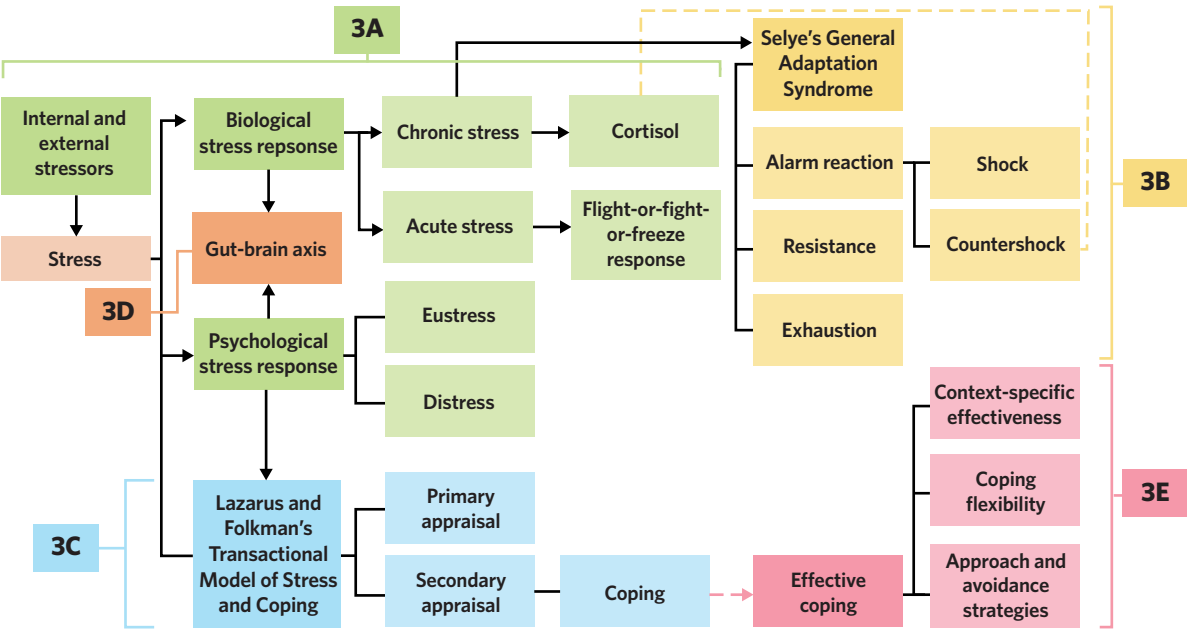 3A
Selye's General
Adaptation
Syndrome
3B
Internal and
external
stressors
Biological
stress repsonse
Chronic stress
Cortisol
Alarm reaction
Shock
Stress
Gut-brain axis
Acute stress
Flight-or-fight-
or-freeze
response
Resistance
Countershock
3D
Psychological
stress response
Eustress
Distress
Exhaustion
3C
Lazarus and
Folkman's
Transactional
Model of Stress
and Coping
Primary
appraisal
Secondary
appraisal
Coping
Effective
coping
Context-specific
effectiveness
Coping
flexibility
Approach and
avoidance
strategies
3E